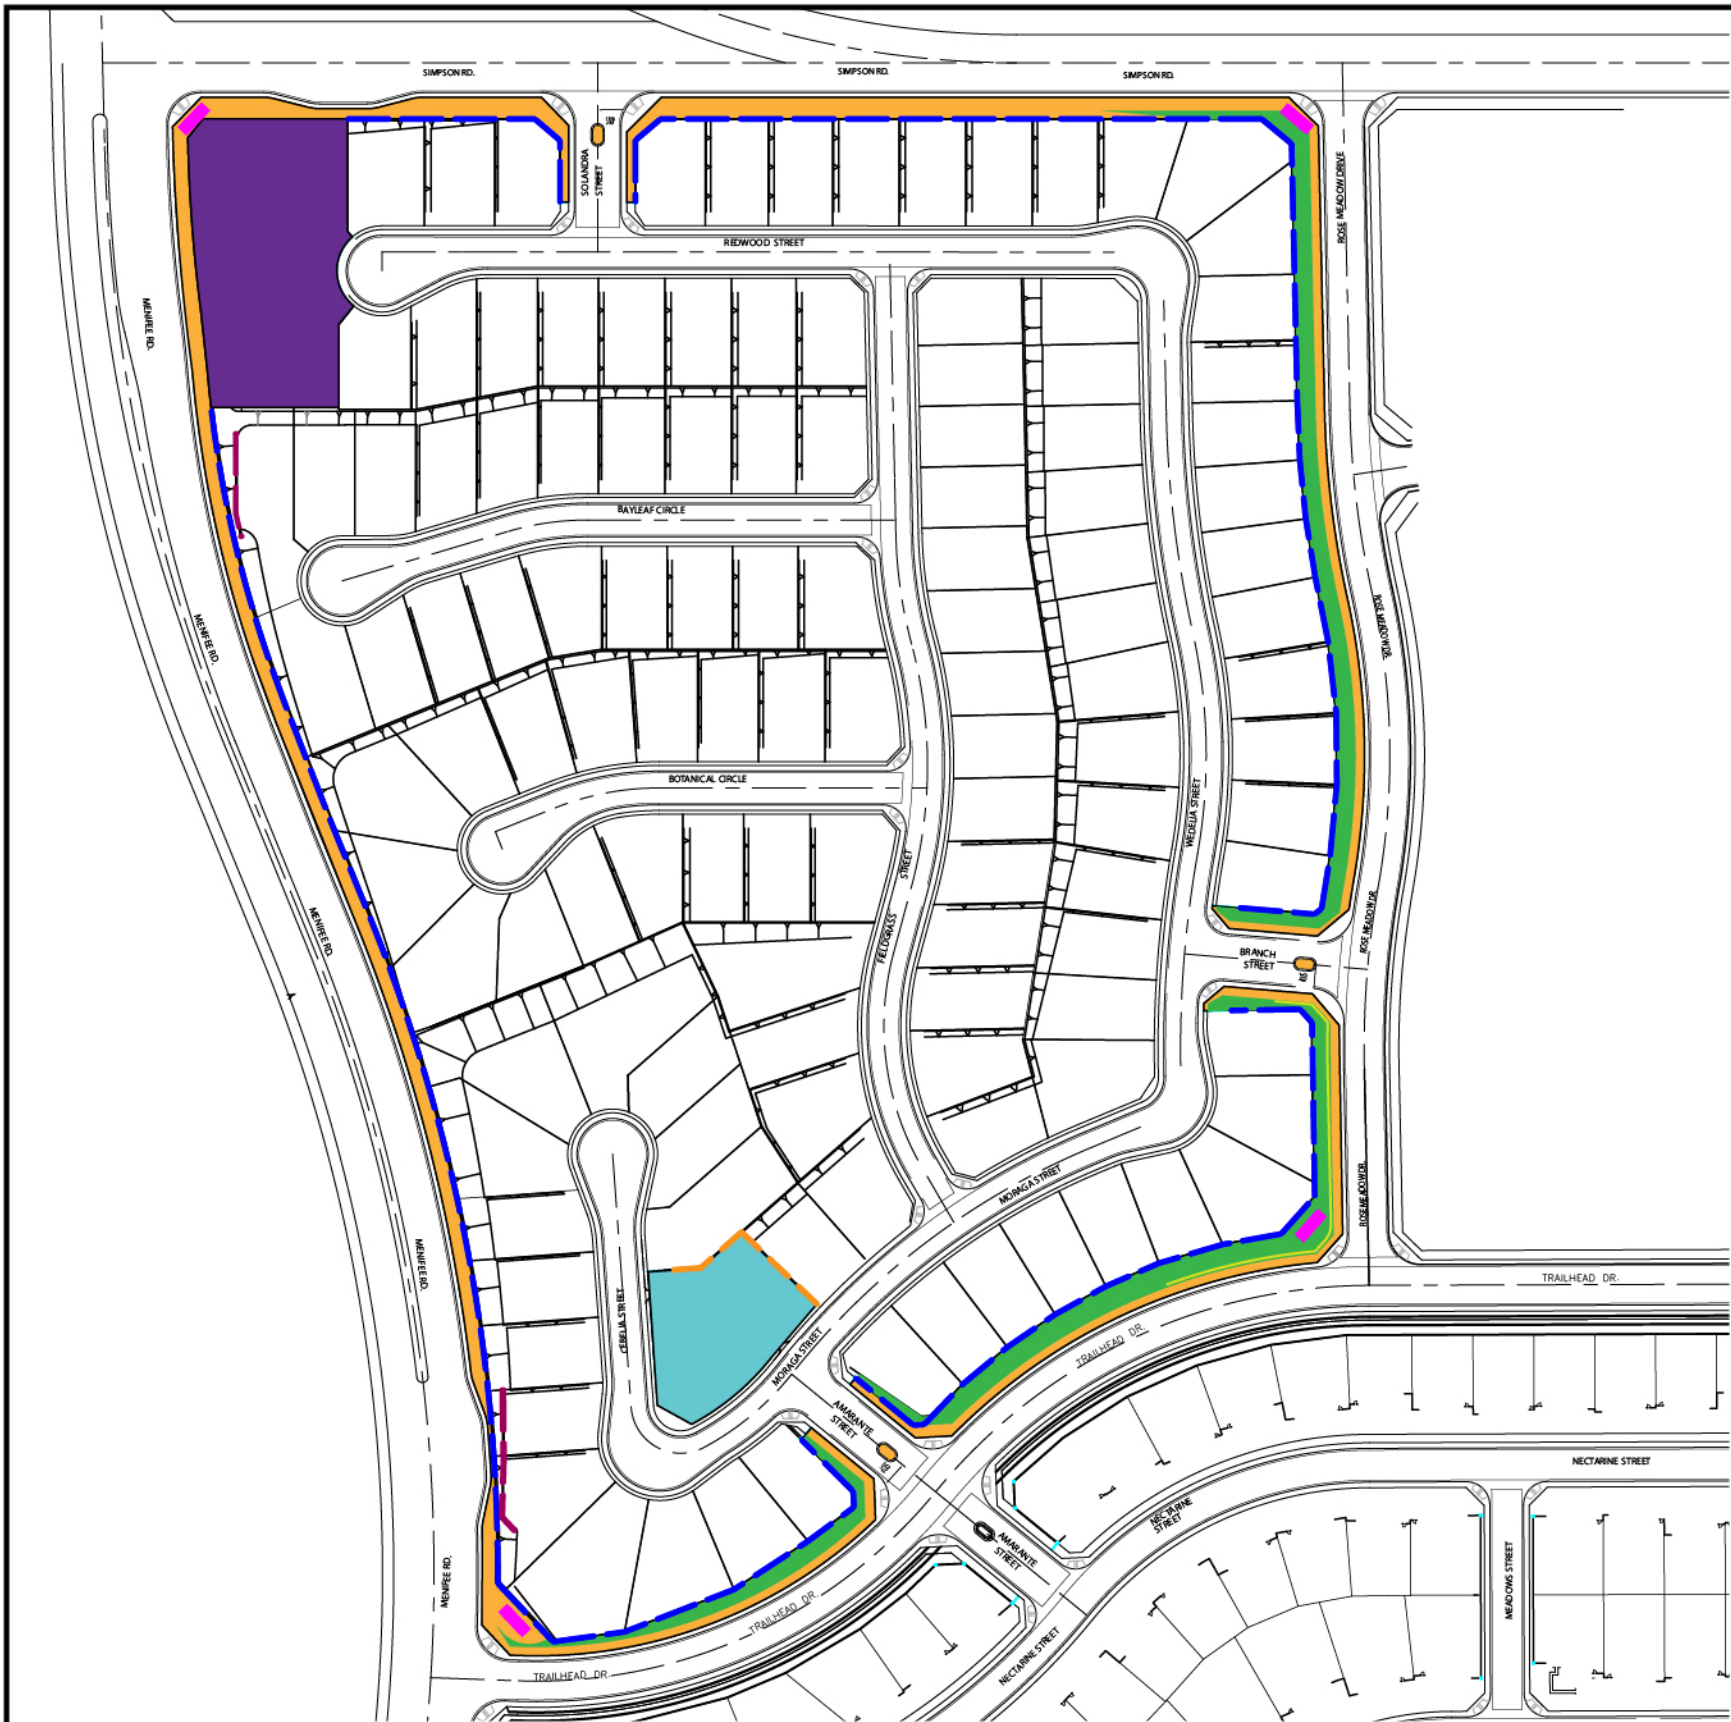 SIMPSON RD.
SIMPSON RD.
SIMPSON RD.
SOLANDRA
STREET
ROSE MEADOW DRIVE
REDWOOD STREET
MENIFEE RD.
BAYLEAF CIRCLE
MENIFEE RD.
ROSE MEADOW DR.
BOTANICAL CIRCLE
WEDELIA STREET
FIELDGRASS
STREET
MENIFEE RD.
ROSE MEADOW DR.
BRANCH
STREET
MORAGA STREET
ROSE MEADOW DR.
MENIFEE RD.
TRAILHEAD DR.
CEBELIA STREET
MORAGA STREET
TRAILHEAD DR.
AMARANTE
STREET
NECTARINE STREET
NECTARINE
STREET
AMARANTE
STREET
MENIFEE RD.
MEADOWS STREET
TRAILHEAD DR.
NECTARINE STREET
TRAILHEAD DR.